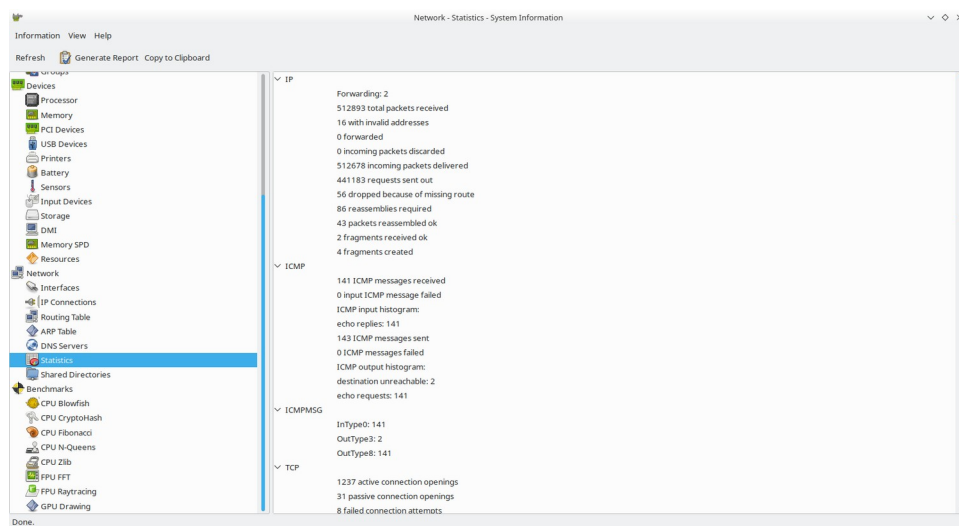 Network - Statistics - System Information
Information View Help
Refresh Generate Report Copy to Clipboard
Groups
Devices
Processor
Memory
PCI Devices
USB Devices
Printers
Battery
Sensors
Input Devices
Storage
DMI
Memory SPD
Resources
Network
Interfaces
IP Connections
Routing Table
ARP Table
DNS Servers
Statistics
Shared Directories
Benchmarks
CPU Blowfish
CPU CryptoHash
CPU Fibonacci
CPU N-Queens
CPU Zlib
FPU FFT
FPU Raytracing
GPU Drawing
IP
Forwarding: 2
512893 total packets received
16 with invalid addresses
0 forwarded
0 incoming packets discarded
512678 incoming packets delivered
441183 requests sent out
56 dropped because of missing route
86 reassemblies required
43 packets reassembled ok
2 fragments received ok
4 fragments created
ICMP
141 ICMP messages received
0 input ICMP message failed
ICMP input histogram:
echo replies: 141
143 ICMP messages sent
0 ICMP messages failed
ICMP output histogram:
destination unreachable: 2
echo requests: 141
ICMPMSG
InType0: 141
OutType3: 2
OutType8: 141
TCP
1237 active connection openings
31 passive connection openings
8 failed connection attempts
Done.